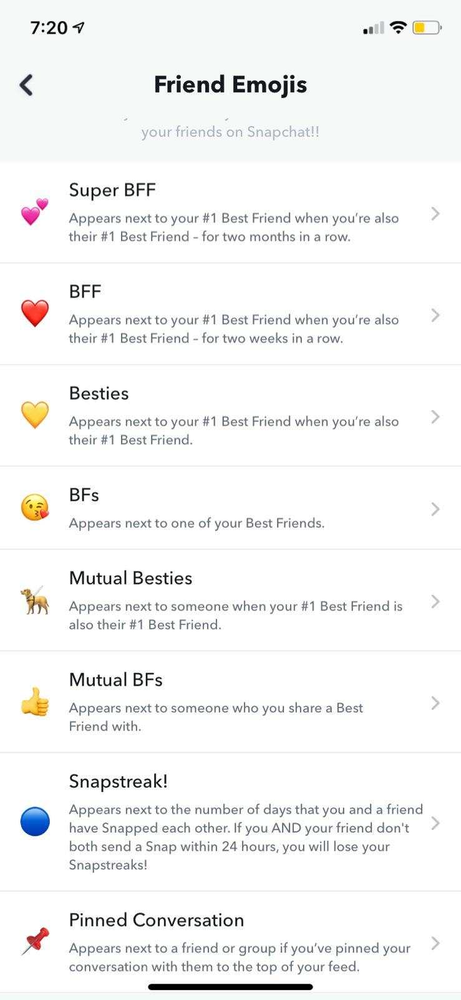 7:20
Friend Emojis
your friends on Snapchat!!
Super BFF
Appears next to your #1 Best Friend when you’re also
their #1 Best Friend – for two months in a row.
BFF
Appears next to your #1 Best Friend when you’re also
their #1 Best Friend – for two weeks in a row.
Besties
Appears next to your #1 Best Friend when you’re also
their #1 Best Friend.
BFs
Appears next to one of your Best Friends.
Mutual Besties
Appears next to someone when your #1 Best Friend is
also their #1 Best Friend.
Mutual BFs
Appears next to someone who you share a Best
Friend with.
Snapstreak!
Appears next to the number of days that you and a friend
have Snapped each other. If you AND your friend don't
both send a Snap within 24 hours, you will lose your
Snapstreaks!
Pinned Conversation
Appears next to a friend or group if you’ve pinned your
conversation with them to the top of your feed.